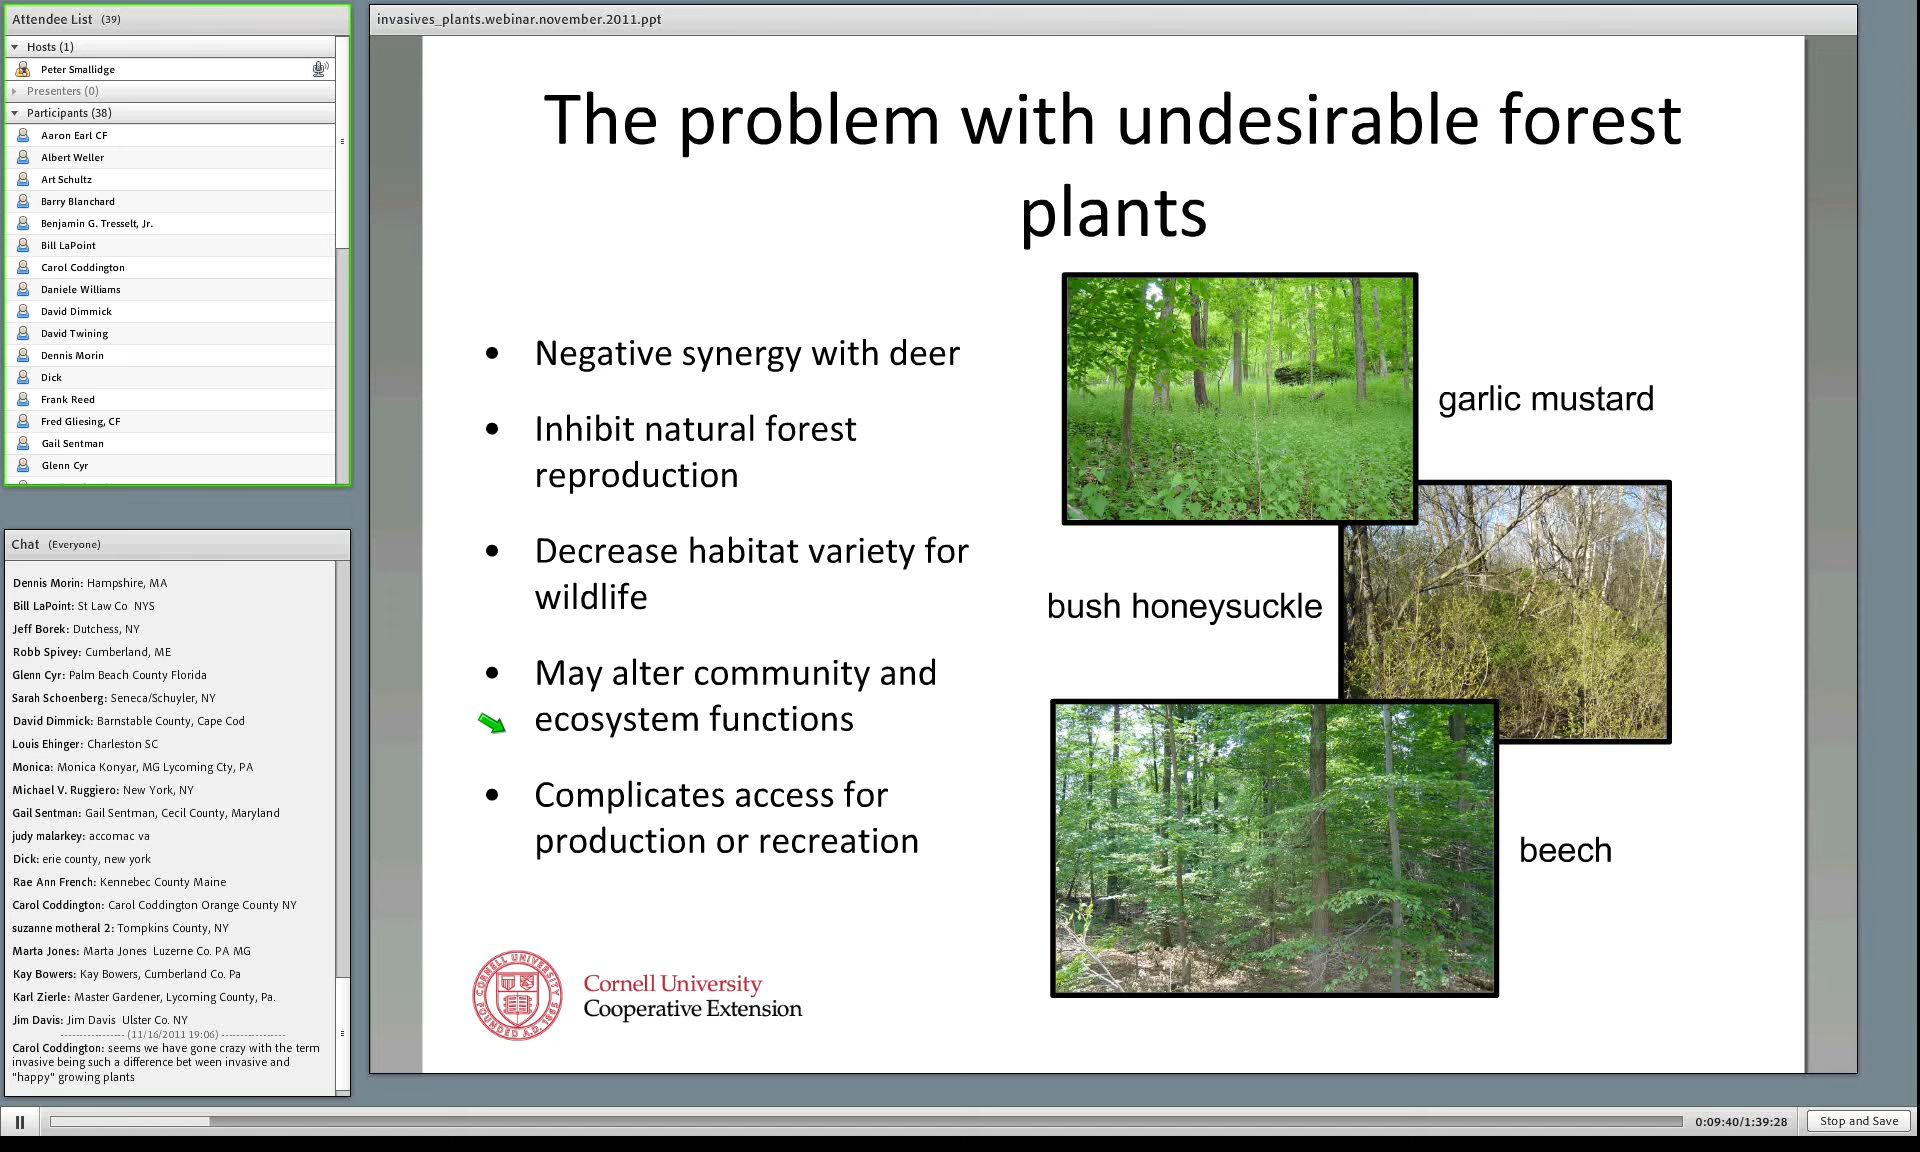 Attendee List (39)
Hosts (1)
Peter Smallidge
Presenters (0)
Participants (38)
Aaron Earl CF
Albert Weller
Art Schultz
Barry Blanchard
Benjamin G. Tresselt, Jr.
Bill LaPoint
Carol Coddington
Daniele Williams
David Dimmick
David Twining
Dennis Morin
Dick
Frank Reed
Fred Gliesing, CF
Gail Sentman
Glenn Cyr
Chat (Everyone)
Dennis Morin: Hampshire, MA
Bill LaPoint: St Law Co NYS
Jeff Borek: Dutchess, NY
Robb Spivey: Cumberland, ME
Glenn Cyr: Palm Beach County Florida
Sarah Schoenberg: Seneca/Schuyler, NY
David Dimmick: Barnstable County, Cape Cod
Louis Ehinger: Charleston SC
Monica: Monica Konyar, MG Lycoming Cty, PA
Michael V. Ruggiero: New York, NY
Gail Sentman: Gail Sentman, Cecil County, Maryland
judy malarkey: accomac va
Dick: erie county, new york
Rae Ann French: Kennebec County Maine
Carol Coddington: Carol Coddington Orange County NY
suzanne motheral 2: Tompkins County, NY
Marta Jones: Marta Jones Luzerne Co. PA MG
Kay Bowers: Kay Bowers, Cumberland Co. Pa
Karl Zierle: Master Gardener, Lycoming County, Pa.
Jim Davis: Jim Davis Ulster Co. NY
----------------- (11/16/2011 19:06) -----------------
Carol Coddington: seems we have gone crazy with the term
invasive being such a difference bet ween invasive and
"happy" growing plants
invasives_plants.webinar.november.2011.ppt
The problem with undesirable forest
plants
• Negative synergy with deer
• Inhibit natural forest
reproduction
• Decrease habitat variety for
wildlife
• May alter community and
ecosystem functions
• Complicates access for
production or recreation
garlic mustard
bush honeysuckle
beech
CORNELL UNIVERSITY
FOUNDED A.D. 1865
Cornell University
Cooperative Extension
0:09:40/1:39:28
Stop and Save